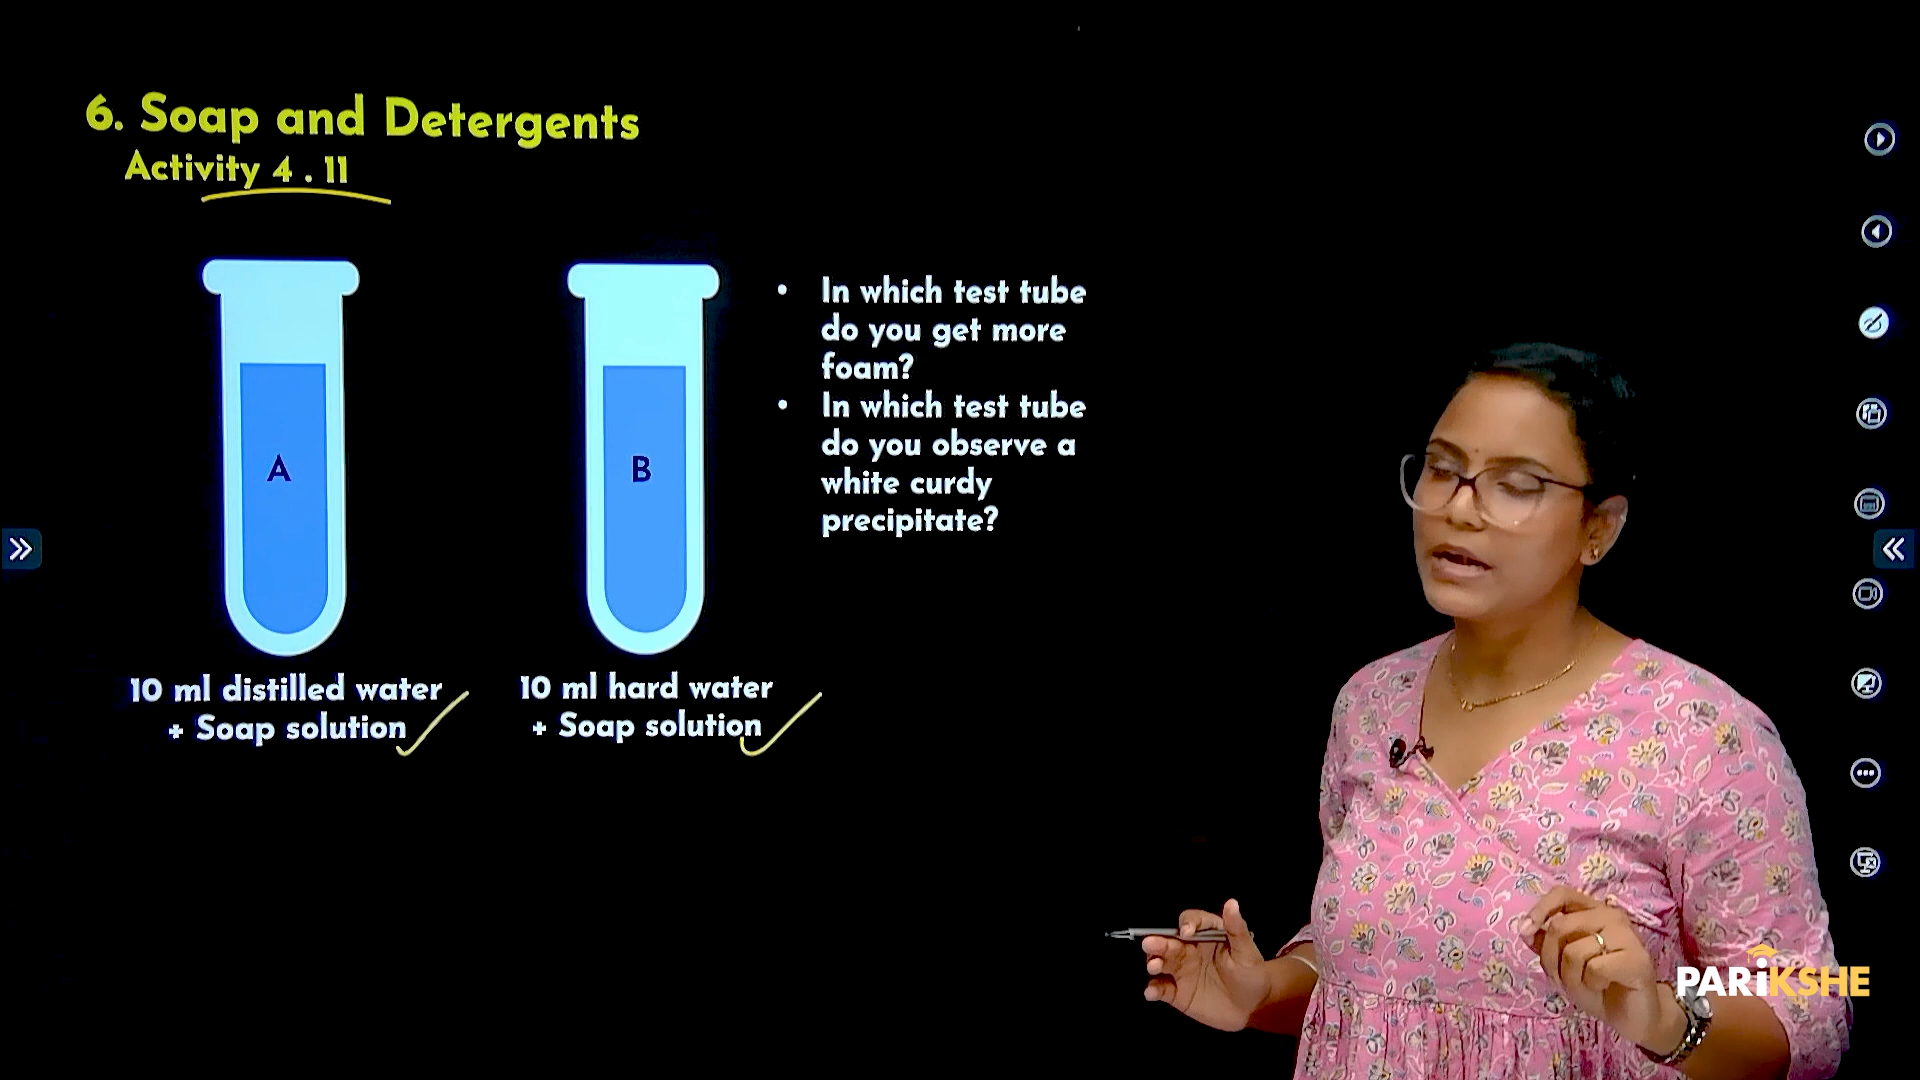 6. Soap and Detergents
Activity 4 . 11
A
B
• In which test tube
do you get more
foam?
• In which test tube
do you observe a
white curdy
precipitate?
10 ml distilled water
+ Soap solution
10 ml hard water
+ Soap solution
PARiKSHE